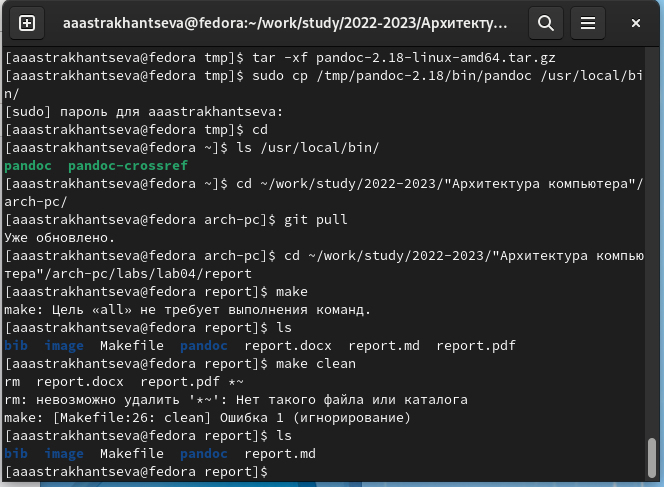 aaastrakhantseva@fedora:~/work/study/2022-2023/Архитекту...
[aaastrakhantseva@fedora tmp]$ tar -xf pandoc-2.18-linux-amd64.tar.gz
[aaastrakhantseva@fedora tmp]$ sudo cp /tmp/pandoc-2.18/bin/pandoc /usr/local/bi
n/
[sudo] пароль для aaastrakhantseva:
[aaastrakhantseva@fedora tmp]$ cd
[aaastrakhantseva@fedora ~]$ ls /usr/local/bin/
pandoc  pandoc-crossref
[aaastrakhantseva@fedora ~]$ cd ~/work/study/2022-2023/"Архитектура компьютера"/
arch-pc/
[aaastrakhantseva@fedora arch-pc]$ git pull
Уже обновлено.
[aaastrakhantseva@fedora arch-pc]$ cd ~/work/study/2022-2023/"Архитектура компью
тера"/arch-pc/labs/lab04/report
[aaastrakhantseva@fedora report]$ make
make: Цель «all» не требует выполнения команд.
[aaastrakhantseva@fedora report]$ ls
bib  image  Makefile  pandoc  report.docx  report.md  report.pdf
[aaastrakhantseva@fedora report]$ make clean
rm  report.docx  report.pdf *~
rm: невозможно удалить '*~': Нет такого файла или каталога
make: [Makefile:26: clean] Ошибка 1 (игнорирование)
[aaastrakhantseva@fedora report]$ ls
bib  image  Makefile  pandoc  report.md
[aaastrakhantseva@fedora report]$